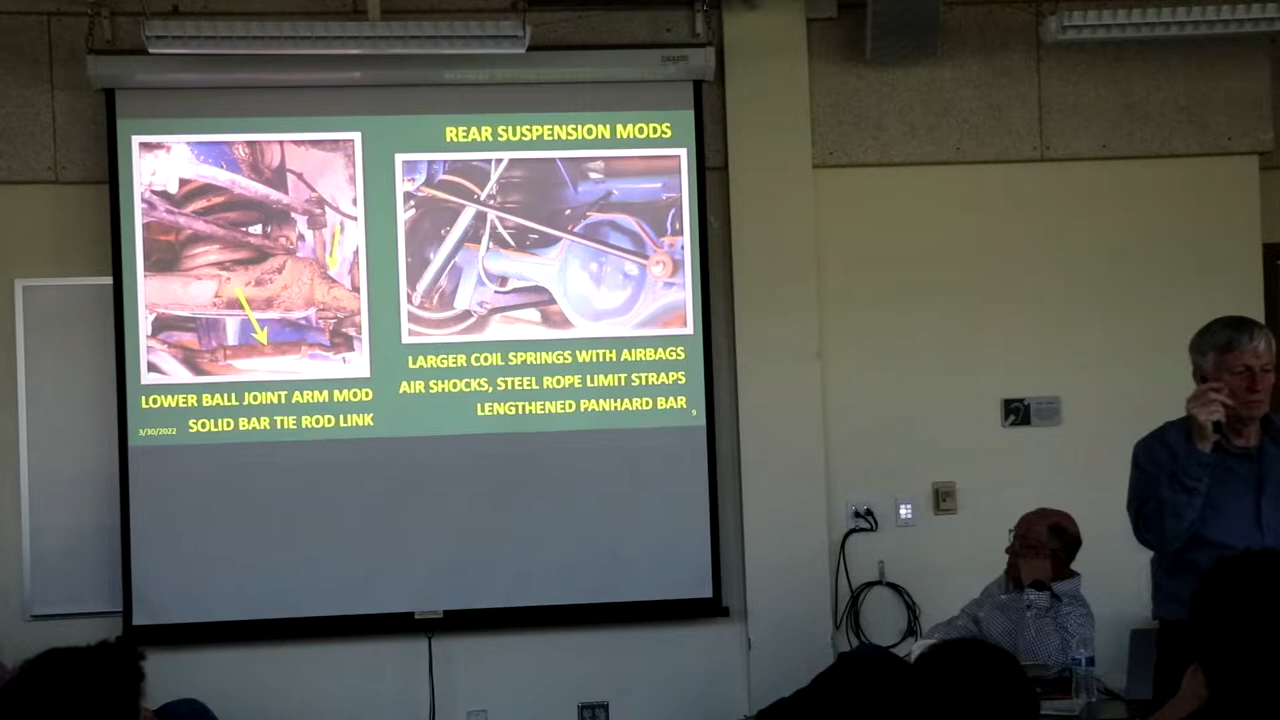 REAR SUSPENSION MODS
LARGER COIL SPRINGS WITH AIRBAGS
AIR SHOCKS, STEEL ROPE LIMIT STRAPS
LENGTHENED PANHARD BAR
LOWER BALL JOINT ARM MOD
SOLID BAR TIE ROD LINK
3/30/2022
9